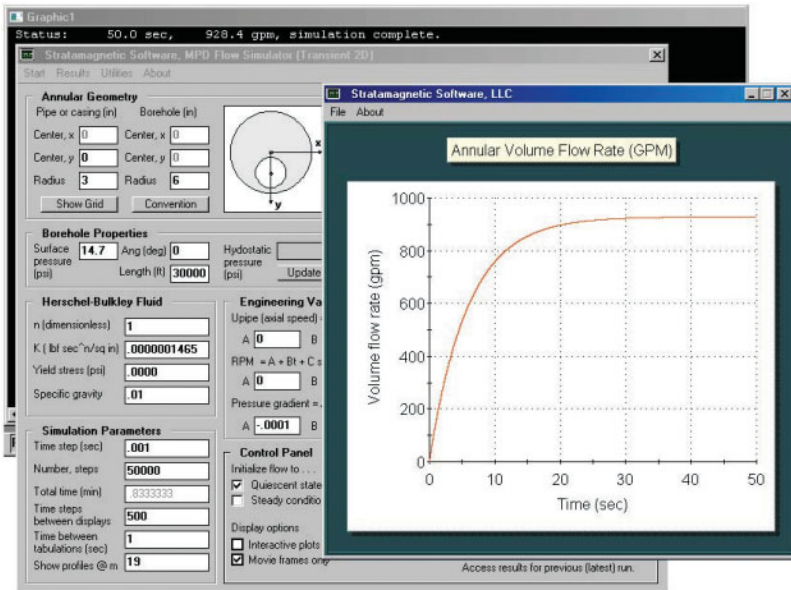 Graphic1
Status: 50.0 sec, 928.4 gpm, simulation complete.
Stratamagnetic Software, MPD Flow Simulator (Transient 2D)
Start Results Utilities About
Annular Geometry
Pipe or casing (in) Borehole (in)
Center, x 0 Center, x 0
Center, y 0 Center, y 0
Radius 3 Radius 6
Show Grid Convention
x
y
Borehole Properties
Surface pressure (psi) 14.7 Ang (deg) 0
Length (ft) 30000
Hydostatic pressure (psi)
Update
Herschel-Bulkley Fluid
n (dimensionless) 1
K ( lbf sec^n/sq in) .0000001465
Yield stress (psi) .0000
Specific gravity .01
Engineering Va
Upipe (axial speed) =
A 0 B
RPM = A + Bt + C s
A 0 B
Pressure gradient = .
A -.0001 B
Simulation Parameters
Time step (sec) .001
Number, steps 50000
Total time (min) .8333333
Time steps between displays 500
Time between tabulations (sec) 1
Show profiles @ m 19
Control Panel
Initialize flow to . . .
Quiescent state
Steady conditio
Display options
Interactive plots
Movie frames only
Access results for previous (latest) run.
Stratamagnetic Software, LLC
File About
Annular Volume Flow Rate (GPM)
Volume flow rate (gpm)
1000
800
600
400
200
0
0 10 20 30 40 50
Time (sec)